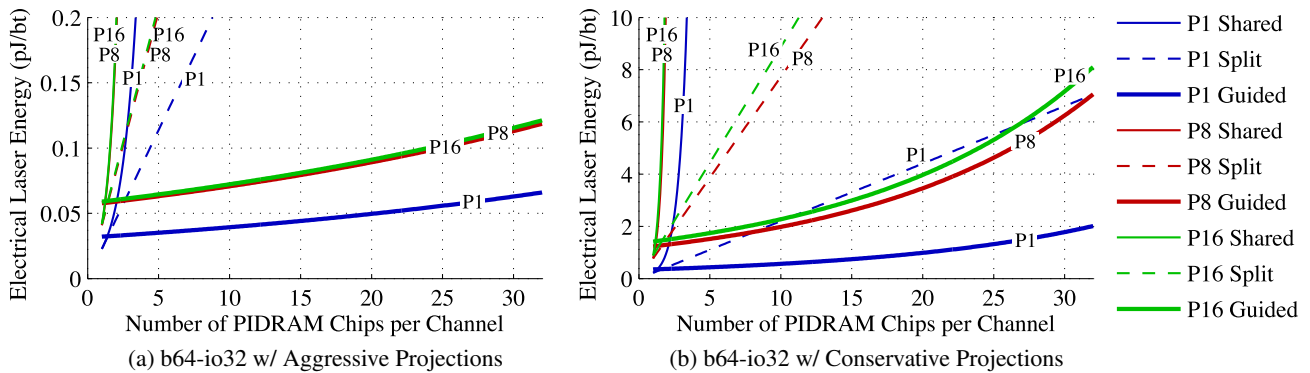 Electrical Laser Energy (pJ/bt)
0.2
0.15
0.1
0.05
0
P16
P8
P1
P16
P8
P1
P16
P8
P1
0
5
10
15
20
25
30
Number of PIDRAM Chips per Channel
(a) b64-io32 w/ Aggressive Projections
Electrical Laser Energy (pJ/bt)
10
8
6
4
2
0
P16
P8
P1
P16
P8
P1
P16
P8
P1
0
5
10
15
20
25
30
Number of PIDRAM Chips per Channel
(b) b64-io32 w/ Conservative Projections
P1 Shared
P1 Split
P1 Guided
P8 Shared
P8 Split
P8 Guided
P16 Shared
P16 Split
P16 Guided